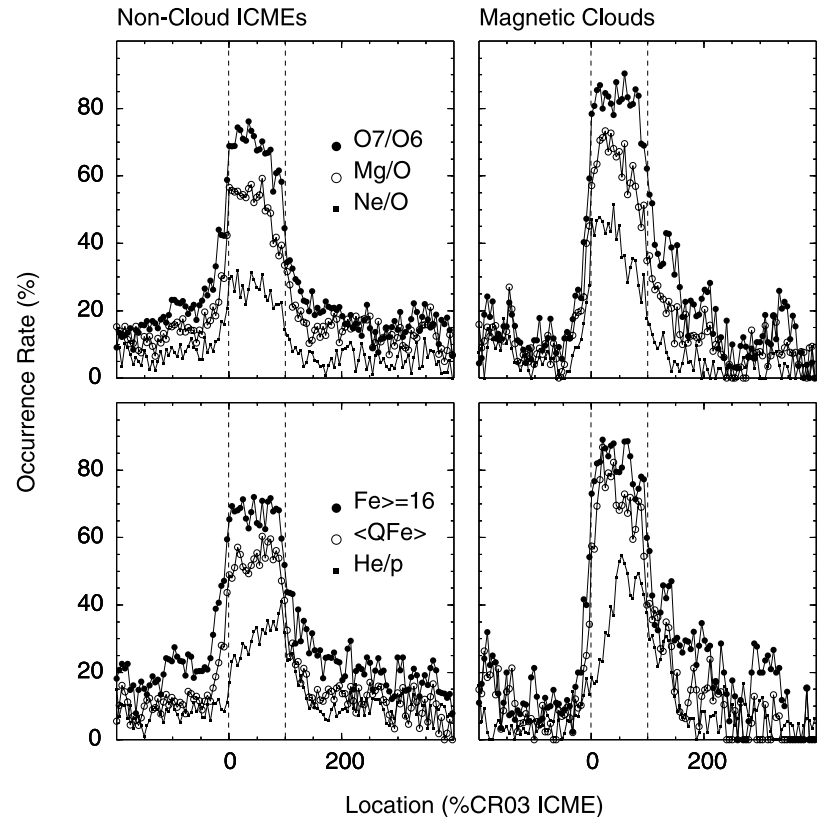 Non-Cloud ICMEs
Magnetic Clouds
80
60
40
20
0
O7/O6
Mg/O
Ne/O
Occurrence Rate (%)
80
60
40
20
0
Fe>=16
<QFe>
He/p
0 200
0 200
Location (%CR03 ICME)